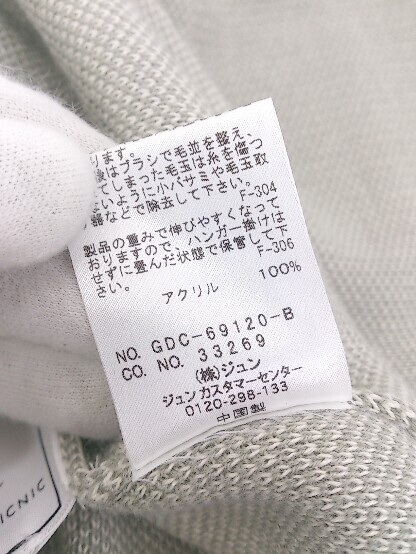 ります。
後はブラシで毛並を整え、
てしまった毛玉は糸を傷つ
ないように小バサミや毛玉取
器などで除去して下さい。
F-304
製品の重みで伸びやすくなって
おりますので、ハンガー掛けは
せずに畳んだ状態で保管して下
さい。
F-306
アクリル 100%
NO. GDC-69120-B
CO. NO. 33269
(株)ジュン
ジュンカスタマーセンター
0120-298-133
中国製
ICNIC